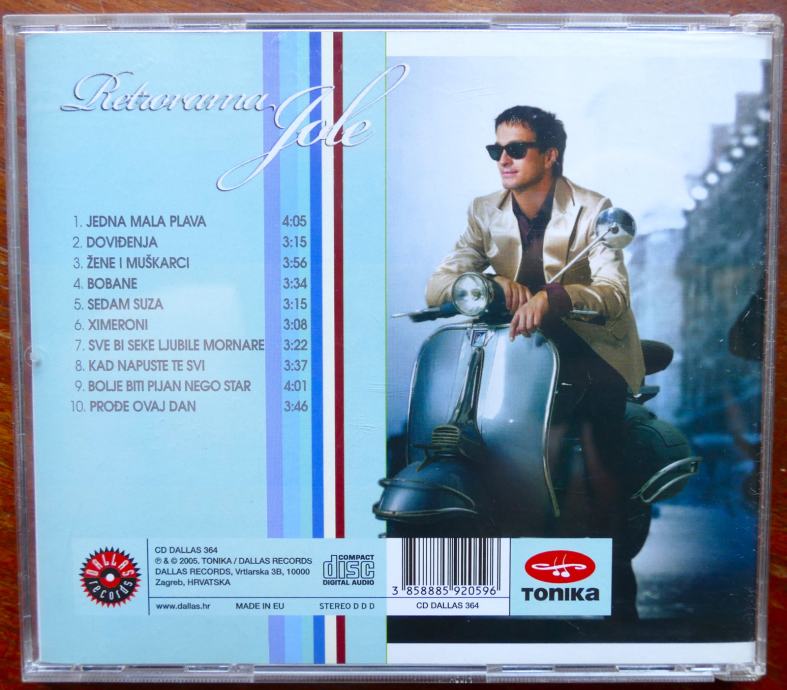 Retrorama
Jole
1. JEDNA MALA PLAVA 4:05
2. DOVIĐENJA 3:15
3. ŽENE I MUŠKARCI 3:56
4. BOBANE 3:34
5. SEDAM SUZA 3:15
6. XIMERONI 3:08
7. SVE BI SEKE LJUBILE MORNARE 3:22
8. KAD NAPUSTE TE SVI 3:37
9. BOLJE BITI PIJAN NEGO STAR 4:01
10. PROĐE OVAJ DAN 3:46
DALLAS records
CD DALLAS 364
℗ & © 2005. TONIKA / DALLAS RECORDS
DALLAS RECORDS, Vrtlarska 3B, 10000
Zagreb, HRVATSKA
www.dallas.hr MADE IN EU STEREO D D D
COMPACT
disc
DIGITAL AUDIO
3 858885 920596
CD DALLAS 364
TONIKA